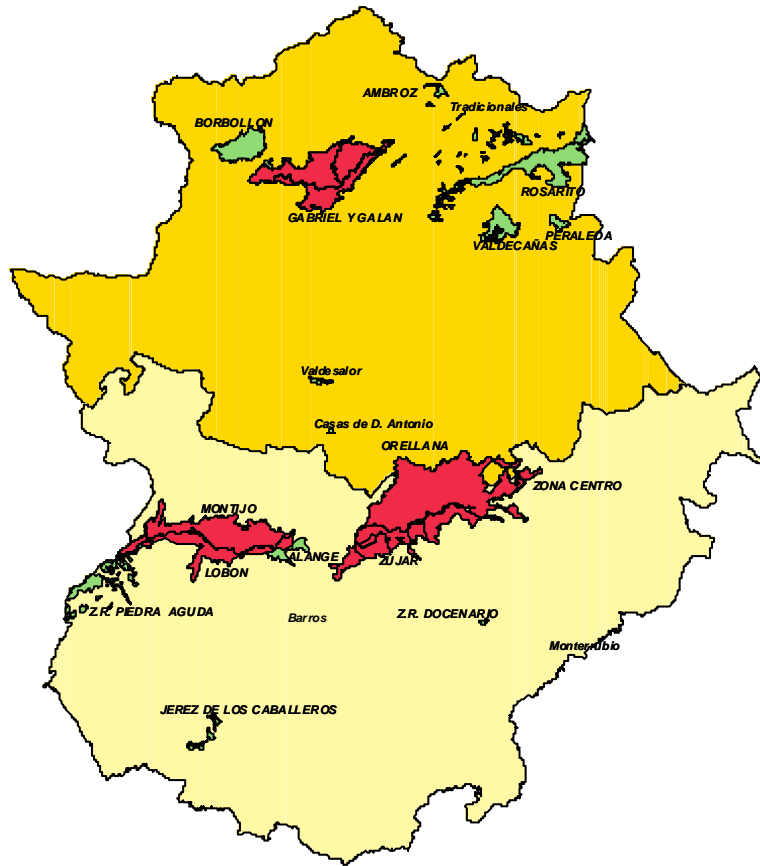 AMBROZ
Tradicionales
BORBOLLON
ROSARITO
GABRIEL Y GALAN
PERALEDA
VALDECAÑAS
Valdesalor
Casas de D. Antonio
ORELLANA
ZONA CENTRO
MONTIJO
ALANGE
ZUJAR
LOBON
Z.R. PIEDRA AGUDA
Barros
Z.R. DOCENARIO
Monterrubio
JEREZ DE LOS CABALLEROS